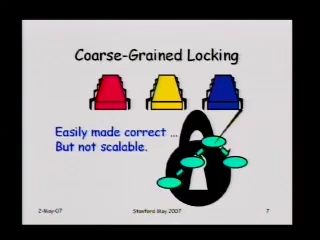 Coarse-Grained Locking
Easily made correct ...
But not scalable.
2-May-07
Stanford May 2007
7